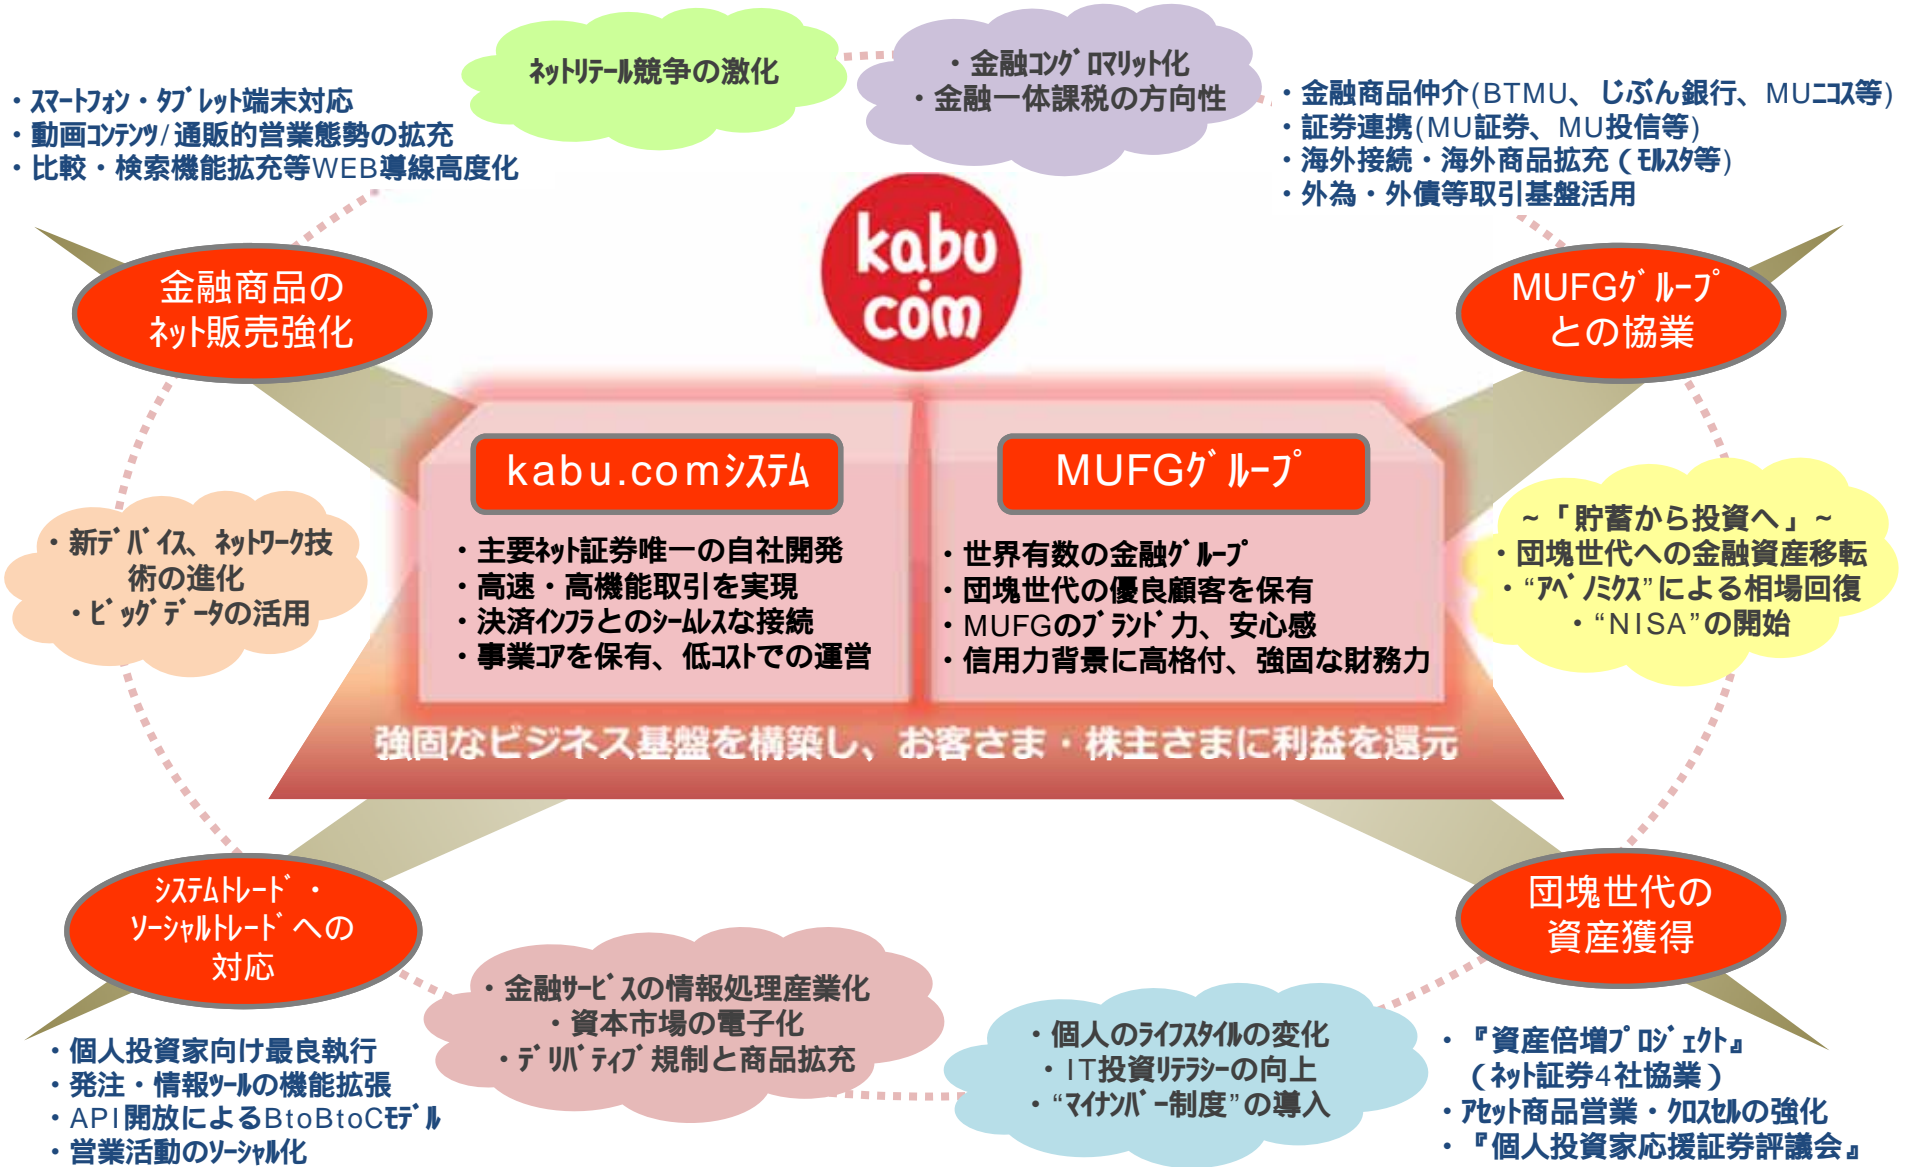 ﾈｯﾄﾘﾃｰﾙ競争の激化
・金融ｺﾝｸﾞﾛﾏﾘｯﾄ化
・金融一体課税の方向性
・ｽﾏｰﾄﾌｫﾝ・ﾀﾌﾞﾚｯﾄ端末対応
・動画ｺﾝﾃﾝﾂ/通販的営業態勢の拡充
・比較・検索機能拡充等WEB導線高度化
・金融商品仲介(BTMU、じぶん銀行、MUﾆｺｽ等)
・証券連携(MU証券、MU投信等)
・海外接続・海外商品拡充（ﾓﾙｽﾀ等)
・外為・外債等取引基盤活用
kabu
.com
金融商品の
ﾈｯﾄ販売強化
MUFGｸﾞﾙｰﾌﾟ
との協業
kabu.comｼｽﾃﾑ
・主要ﾈｯﾄ証券唯一の自社開発
・高速・高機能取引を実現
・決済ｲﾝﾌﾗとのｼｰﾑﾚｽな接続
・事業ｺｱを保有、低ｺｽﾄでの運営
MUFGｸﾞﾙｰﾌﾟ
・世界有数の金融ｸﾞﾙｰﾌﾟ
・団塊世代の優良顧客を保有
・MUFGのﾌﾞﾗﾝﾄﾞ力、安心感
・信用力背景に高格付、強固な財務力
・新ﾃﾞﾊﾞｲｽ、ﾈｯﾄﾜｰｸ技
術の進化
・ﾋﾞｯｸﾞﾃﾞｰﾀの活用
~「貯蓄から投資へ」~
・団塊世代への金融資産移転
・“ｱﾍﾞﾉﾐｸｽ”による相場回復
・“NISA”の開始
強固なビジネス基盤を構築し、お客さま・株主さまに利益を還元
ｼｽﾃﾑﾄﾚｰﾄﾞ・
ｿｰｼｬﾙﾄﾚｰﾄﾞへの
対応
団塊世代の
資産獲得
・金融ｻｰﾋﾞｽの情報処理産業化
・資本市場の電子化
・ﾃﾞﾘﾊﾞﾃｨﾌﾞ規制と商品拡充
・個人のﾗｲﾌｽﾀｲﾙの変化
・IT投資ﾘﾃﾗｼｰの向上
・“ﾏｲﾅﾝﾊﾞｰ制度”の導入
・個人投資家向け最良執行
・発注・情報ﾂｰﾙの機能拡張
・API開放によるBtoBtoCﾓﾃﾞﾙ
・営業活動のｿｰｼｬﾙ化
・『資産倍増ﾌﾟﾛｼﾞｪｸﾄ』
（ﾈｯﾄ証券4社協業）
・ｱｾｯﾄ商品営業・ｸﾛｽｾﾙの強化
・『個人投資家応援証券評議会』